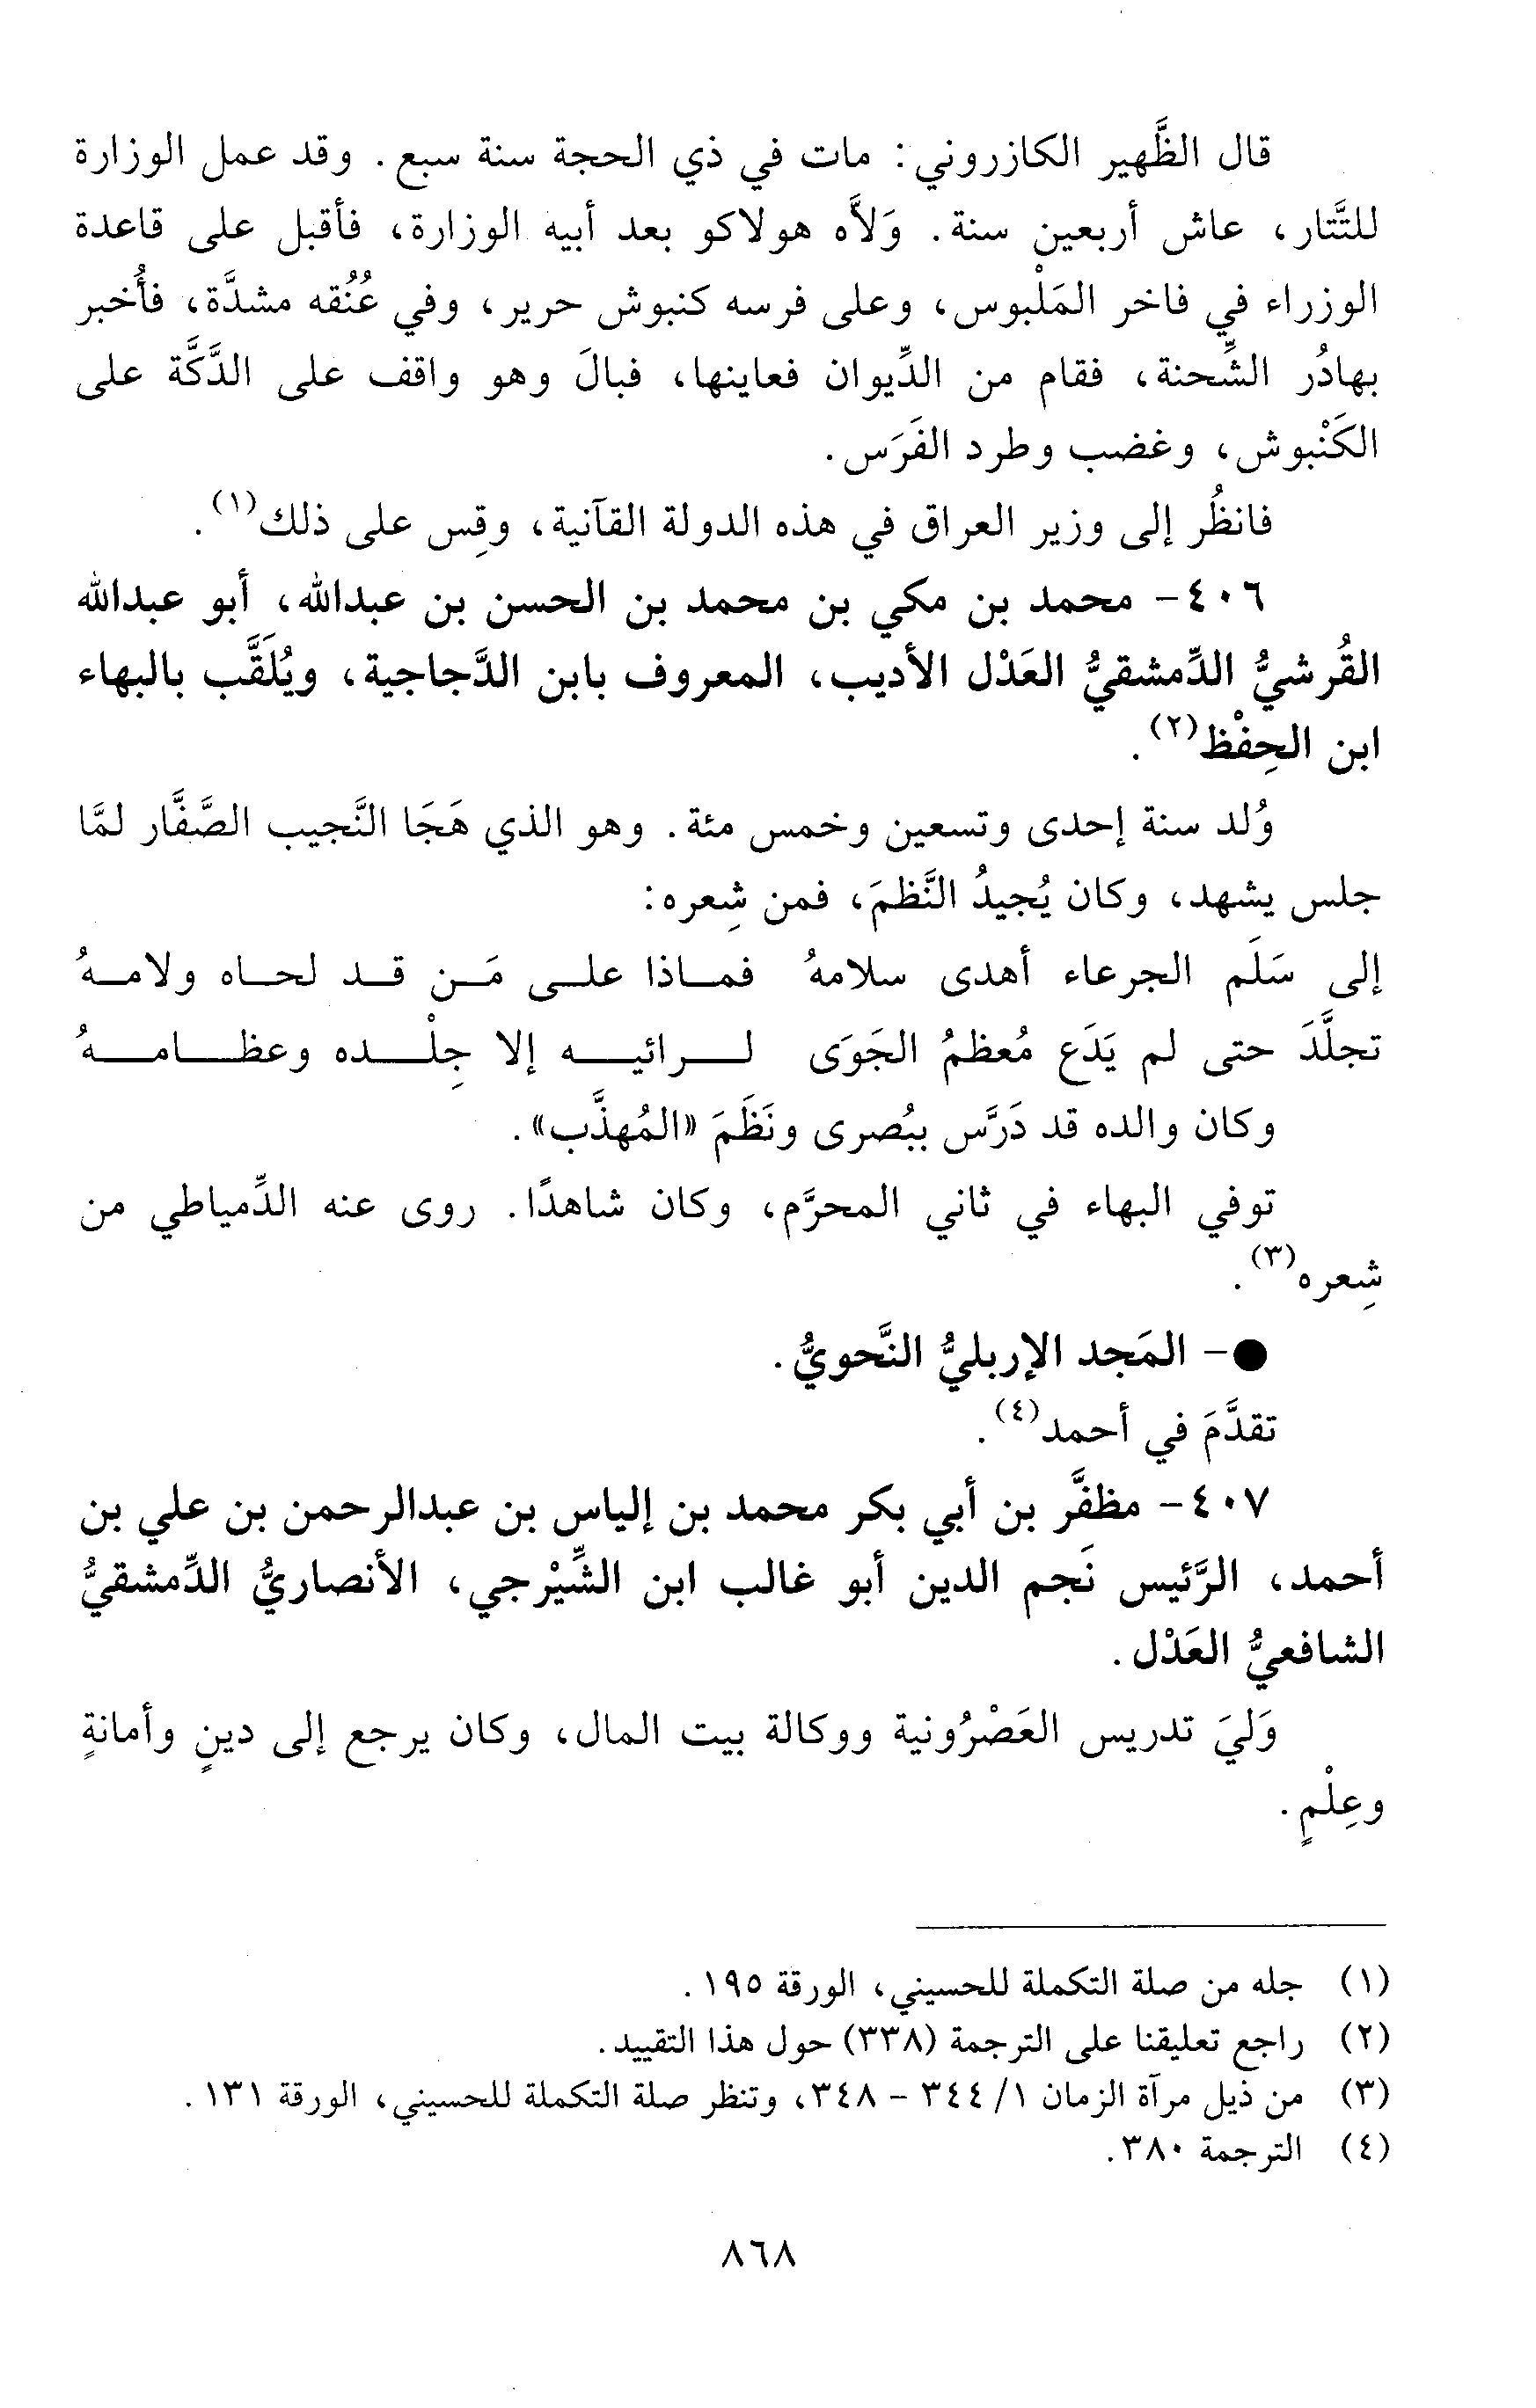 قال الظَّهير الكازروني: مات في ذي الحجة سنة سبع. وقد عمل الوزارة
للتَّتار، عاش أربعين سنة. وَلاَّه هولاكو بعد أبيه الوزارة، فأقبل على قاعدة
الوزراء في فاخر المَلْبوس، وعلى فرسه كنبوش حرير، وفي عُنُقه مشدَّة، فأُخبر
بهادُر الشِّحنة، فقام من الدِّيوان فعاينها، فبالَ وهو واقف على الدَّكَّة على
الكَنْبوش، وغضب وطرد الفَرَس.
فانظُر إلى وزير العراق في هذه الدولة القآنية، وقِس على ذلك(١).
٤٠٦- محمد بن مكي بن محمد بن الحسن بن عبدالله، أبو عبدالله
القُرشيُّ الدِّمشقيُّ العَدْل الأديب، المعروف بابن الدَّجاجية، ويُلَقَّب بالبهاء
ابن الحِفْظ(٢).
وُلد سنة إحدى وتسعين وخمس مئة. وهو الذي هَجَا النَّجيب الصَّفَّار لمَّا
جلس يشهد، وكان يُجيدُ النَّظمَ، فمن شِعره:
إلى سَلَم الجرعاء أهدى سلامهُ فماذا على مَن قد لحاه ولامهُ
تجلَّدَ حتى لم يَدَع مُعظمُ الجَوَى لرائيه إلا جِلْده وعظامهُ
وكان والده قد دَرَّس ببُصرى ونَظَمَ «المُهذَّب».
توفي البهاء في ثاني المحرَّم، وكان شاهدًا. روى عنه الدِّمياطي من
شِعره(٣).
●- المَجد الإربليُّ النَّحويُّ.
تقدَّمَ في أحمد(٤).
٤٠٧- مظفَّر بن أبي بكر محمد بن إلياس بن عبدالرحمن بن علي بن
أحمد، الرَّئيس نَجم الدين أبو غالب ابن الشِّيْرجي، الأنصاريُّ الدِّمشقيُّ
الشافعيُّ العَدْل.
وَليَ تدريس العَصْرُونية ووكالة بيت المال، وكان يرجع إلى دينٍ وأمانةٍ
وعِلْمٍ.
(١) جله من صلة التكملة للحسيني، الورقة ١٩٥.
(٢) راجع تعليقنا على الترجمة (٣٣٨) حول هذا التقييد.
(٣) من ذيل مرآة الزمان ١/ ٣٤٤ - ٣٤٨، وتنظر صلة التكملة للحسيني، الورقة ١٣١.
(٤) الترجمة ٣٨٠.
٨٦٨